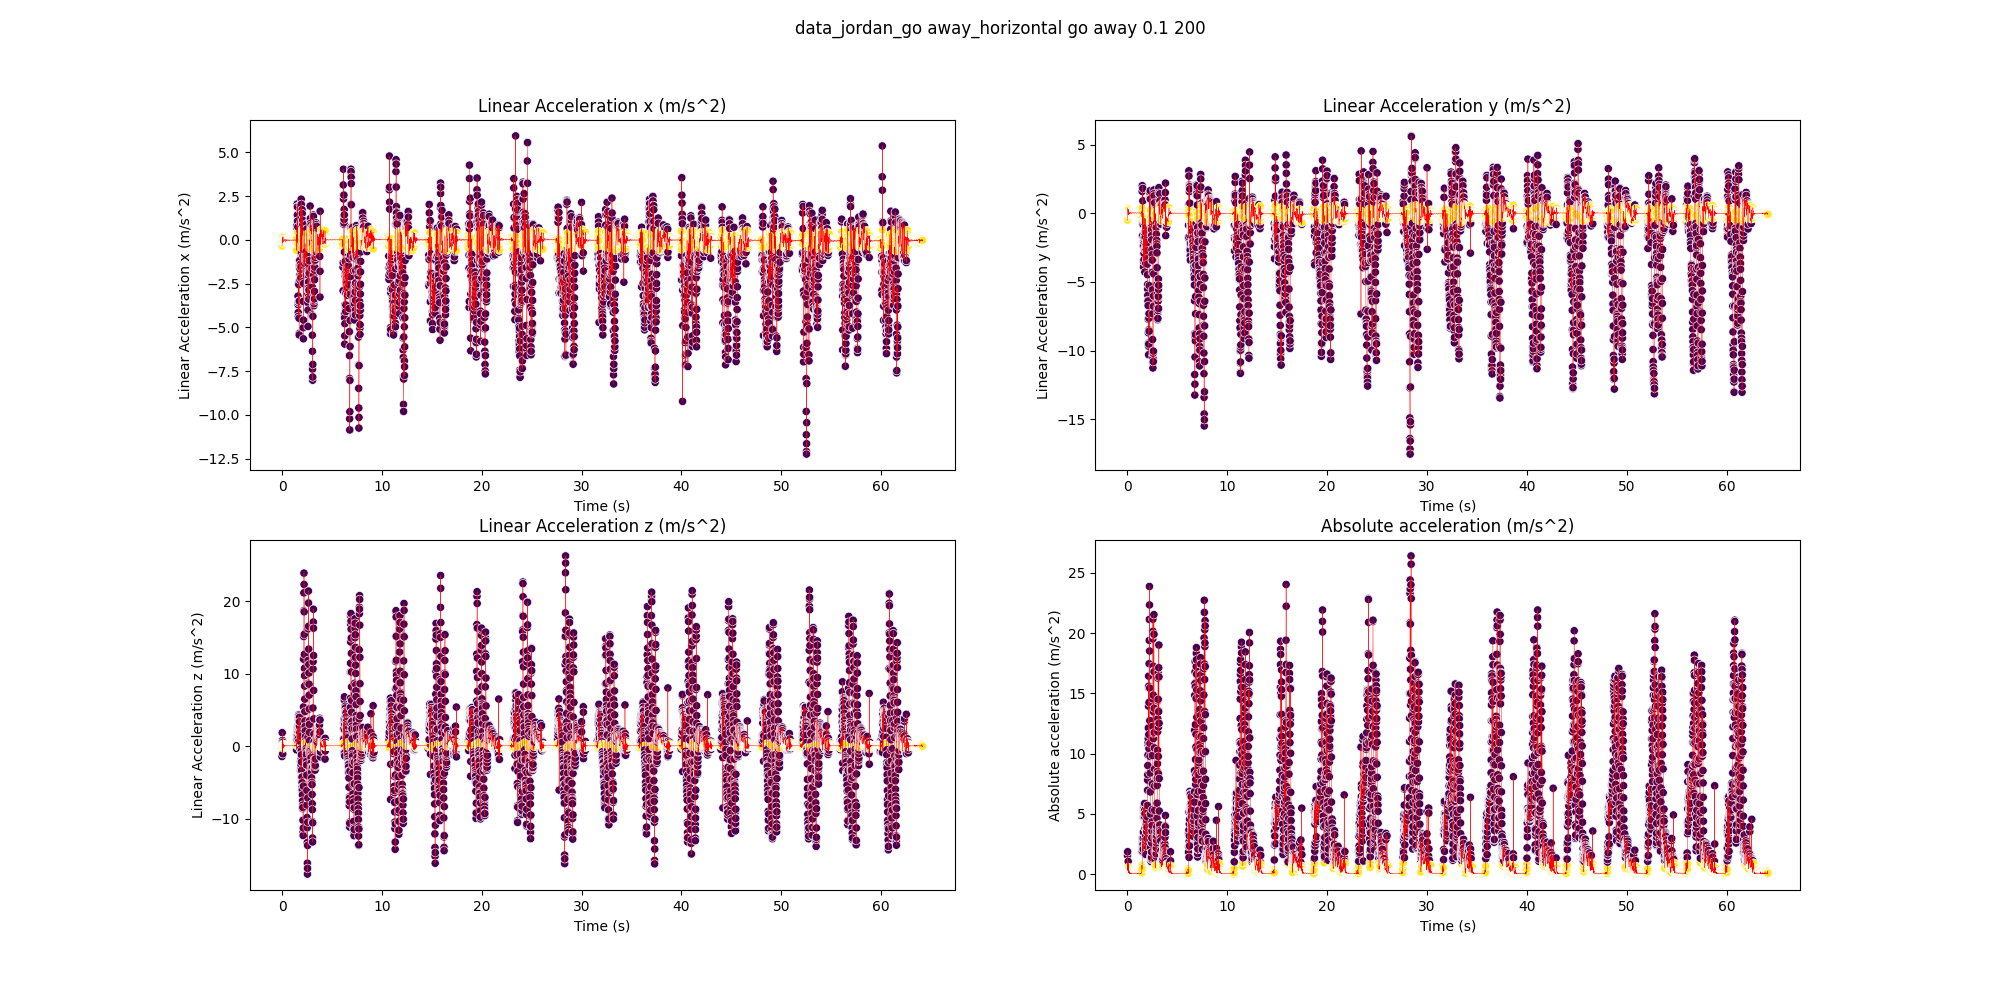 data_jordan_go away_horizontal go away 0.1 200
Linear Acceleration x (m/s^2)
Linear Acceleration x (m/s^2)
5.0
2.5
0.0
−2.5
−5.0
−7.5
−10.0
−12.5
0 10 20 30 40 50 60
Time (s)
Linear Acceleration y (m/s^2)
Linear Acceleration y (m/s^2)
5
0
−5
−10
−15
0 10 20 30 40 50 60
Time (s)
Linear Acceleration z (m/s^2)
Linear Acceleration z (m/s^2)
20
10
0
−10
0 10 20 30 40 50 60
Time (s)
Absolute acceleration (m/s^2)
Absolute acceleration (m/s^2)
25
20
15
10
5
0
0 10 20 30 40 50 60
Time (s)